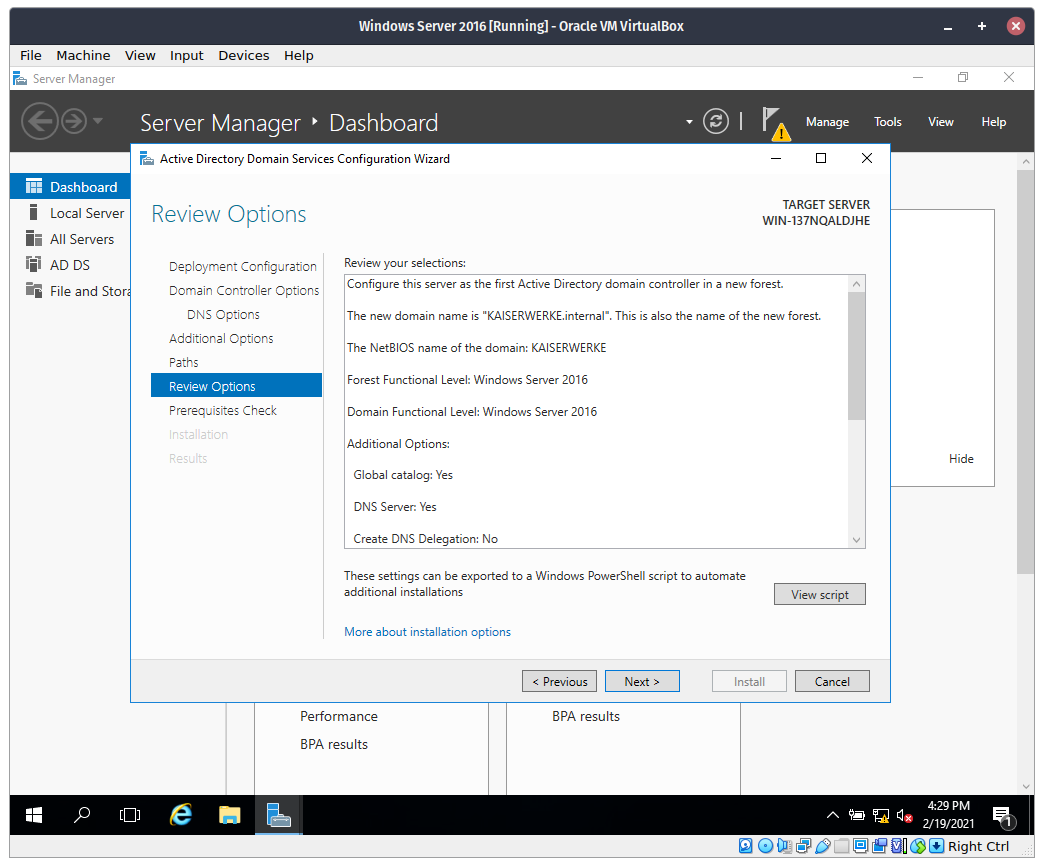 Windows Server 2016 [Running] - Oracle VM VirtualBox
File Machine View Input Devices Help
Server Manager
Server Manager Dashboard
Manage Tools View Help
Active Directory Domain Services Configuration Wizard
Dashboard
Local Server
All Servers
AD DS
File and Stora
Review Options
TARGET SERVER
WIN-137NQALDJHE
Deployment Configuration
Domain Controller Options
DNS Options
Additional Options
Paths
Review Options
Prerequisites Check
Installation
Results
Review your selections:
Configure this server as the first Active Directory domain controller in a new forest.
The new domain name is "KAISERWERKE.internal". This is also the name of the new forest.
The NetBIOS name of the domain: KAISERWERKE
Forest Functional Level: Windows Server 2016
Domain Functional Level: Windows Server 2016
Additional Options:
Global catalog: Yes
DNS Server: Yes
Create DNS Delegation: No
These settings can be exported to a Windows PowerShell script to automate
additional installations
View script
More about installation options
< Previous Next > Install Cancel
Hide
Performance
BPA results
BPA results
4:29 PM
2/19/2021
1
Right Ctrl